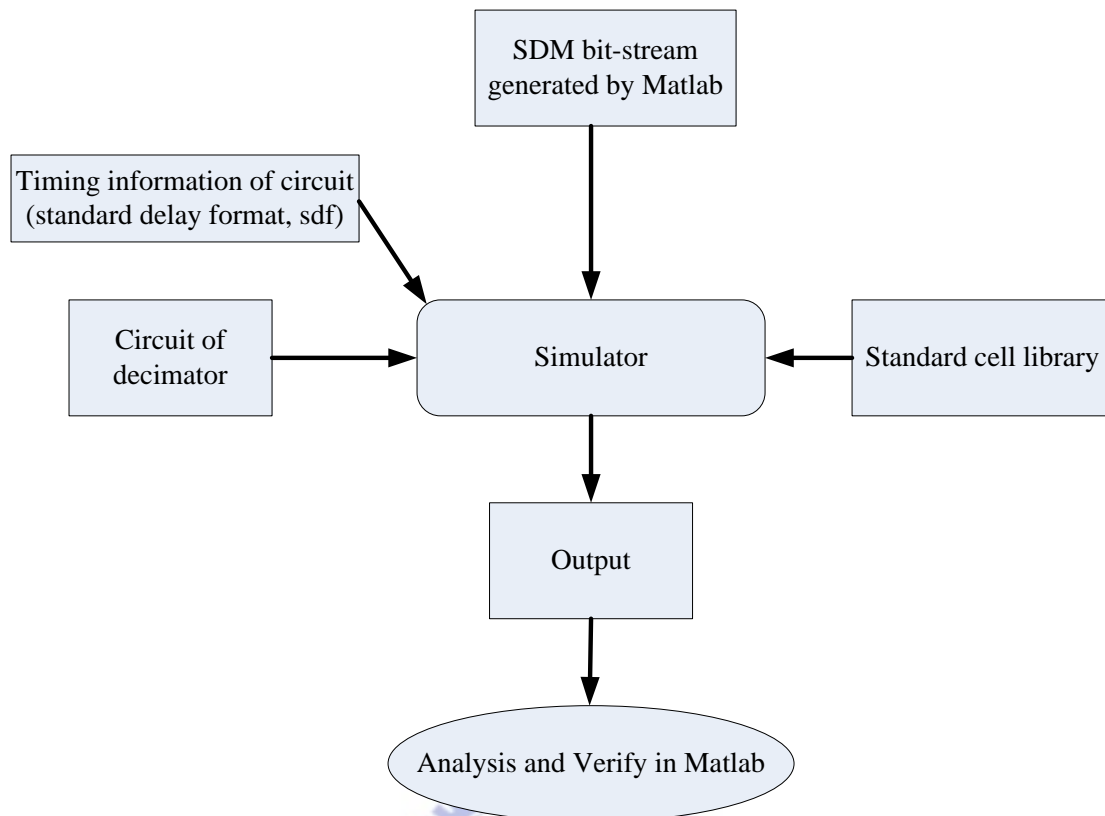 SDM bit-stream
generated by Matlab
Timing information of circuit
(standard delay format, sdf)
Circuit of
decimator
Simulator
Standard cell library
Output
Analysis and Verify in Matlab